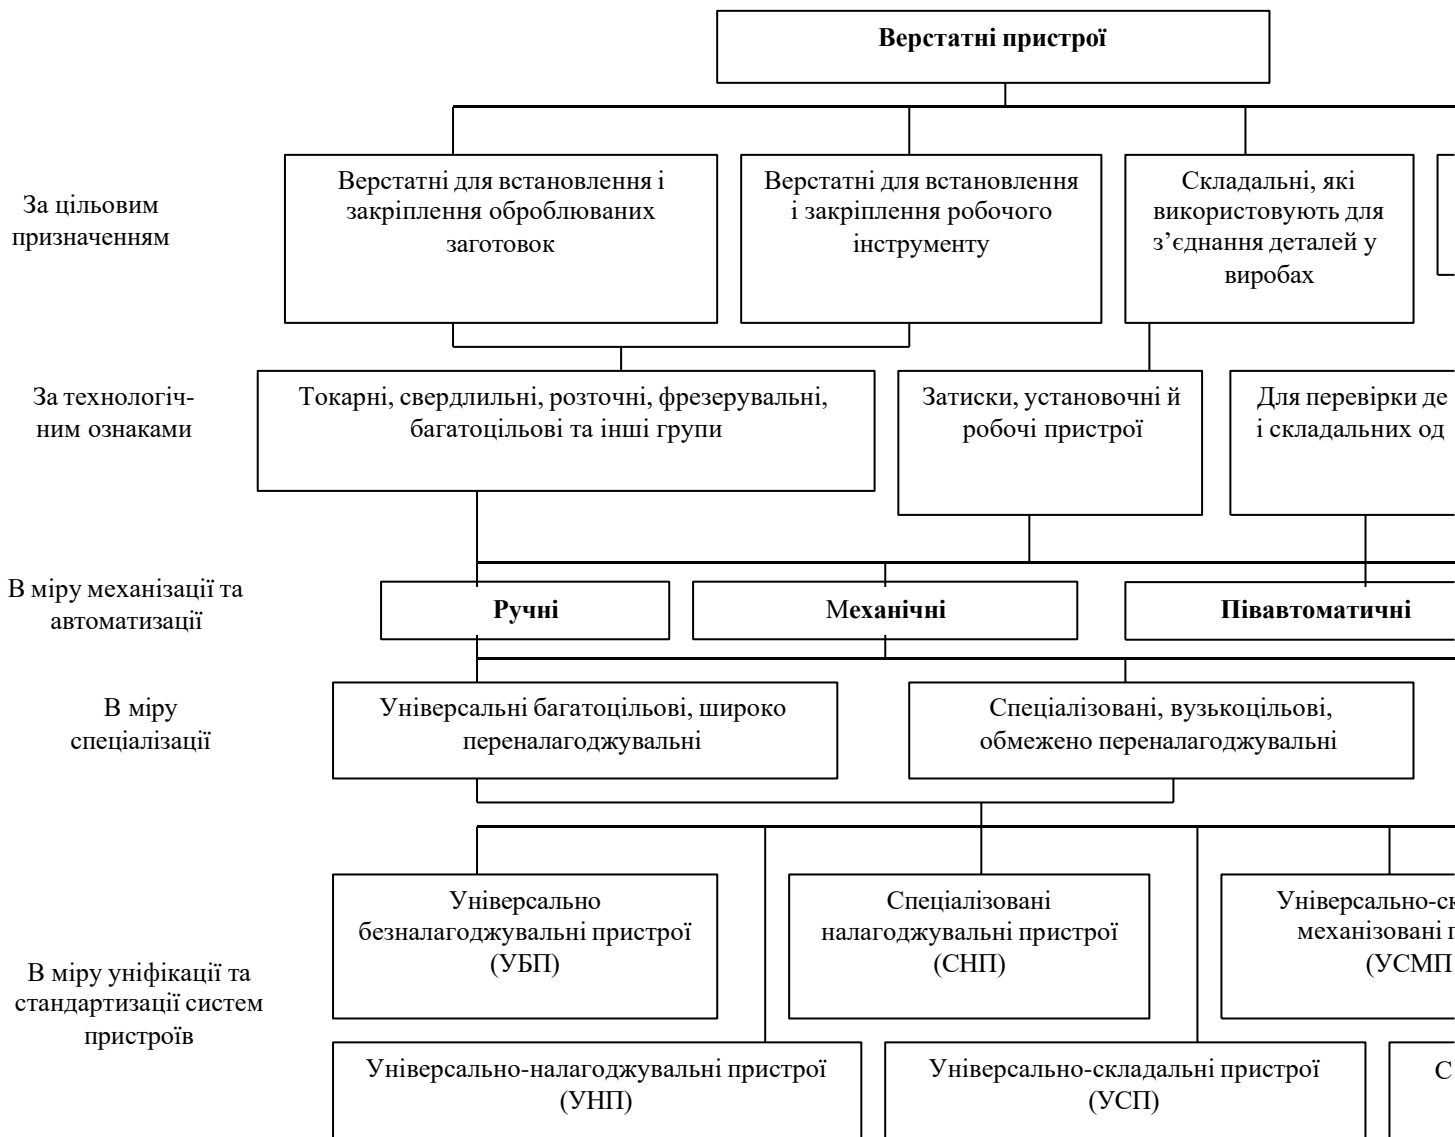 Верстатні пристрої
За цільовим
призначенням
Верстатні для встановлення і
закріплення оброблюваних
заготовок
Верстатні для встановлення
і закріплення робочого
інструменту
Складальні, які
використовують для
з’єднання деталей у
виробах
За технологіч-
ним ознаками
Токарні, свердлильні, розточні, фрезерувальні,
багатоцільові та інші групи
Затиски, установочні й
робочі пристрої
Для перевірки де
і складальних од
В міру механізації та
автоматизації
Ручні
Механічні
Півавтоматичні
В міру
спеціалізації
Універсальні багатоцільові, широко
переналагоджувальні
Спеціалізовані, вузькоцільові,
обмежено переналагоджувальні
В міру уніфікації та
стандартизації систем
пристроїв
Універсально
безналагоджувальні пристрої
(УБП)
Спеціалізовані
налагоджувальні пристрої
(СНП)
Універсально-ск
механізовані
(УСМП
Універсально-налагоджувальні пристрої
(УНП)
Універсально-складальні пристрої
(УСП)
С